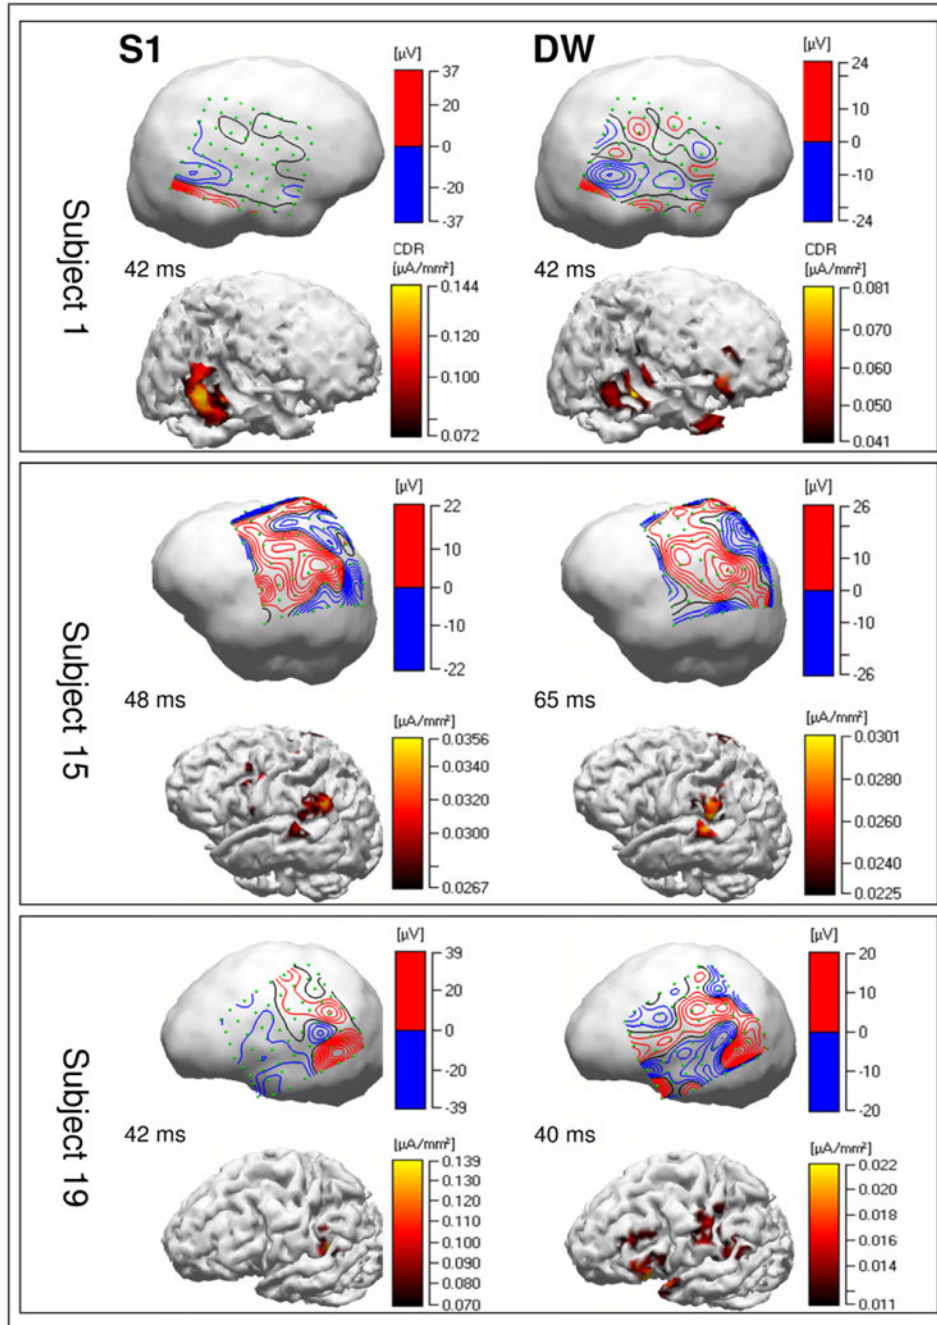 S1
DW
Subject 1
[µV]
37
20
0
-20
-37
[µV]
24
10
0
-10
-24
42 ms
CDR
[µA/mm²]
0.144
0.100
0.072
42 ms
CDR
[µA/mm²]
0.081
0.070
0.060
0.050
0.041
Subject 15
[µV]
22
10
0
-10
-22
[µV]
26
10
0
-10
-26
48 ms
[µA/mm²]
0.0356
0.0340
0.0320
0.0300
0.0267
65 ms
[µA/mm²]
0.0301
0.0280
0.0260
0.0240
0.0225
Subject 19
[µV]
39
20
0
-20
-39
[µV]
20
10
0
-10
-20
42 ms
[µA/mm²]
0.139
0.130
0.120
0.110
0.100
0.090
0.080
0.070
40 ms
[µA/mm²]
0.022
0.020
0.018
0.016
0.014
0.011